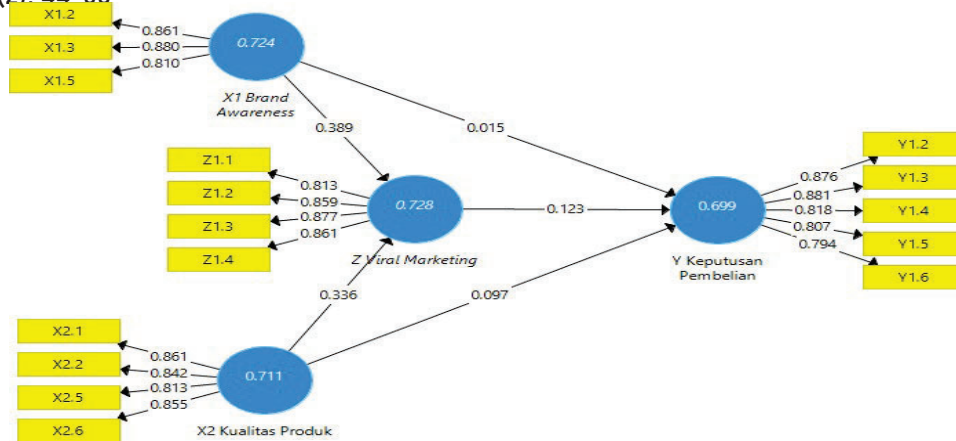 X1.2
X1.3
X1.5
0.861
0.880
0.810
0.724
X1 Brand
Awareness
0.389
0.015
Z1.1
Z1.2
Z1.3
Z1.4
0.813
0.859
0.877
0.861
0.728
Z Viral Marketing
0.123
0.336
0.097
0.699
Y Keputusan
Pembelian
0.876
0.881
0.818
0.807
0.794
Y1.2
Y1.3
Y1.4
Y1.5
Y1.6
X2.1
X2.2
X2.5
X2.6
0.861
0.842
0.813
0.855
0.711
X2 Kualitas Produk